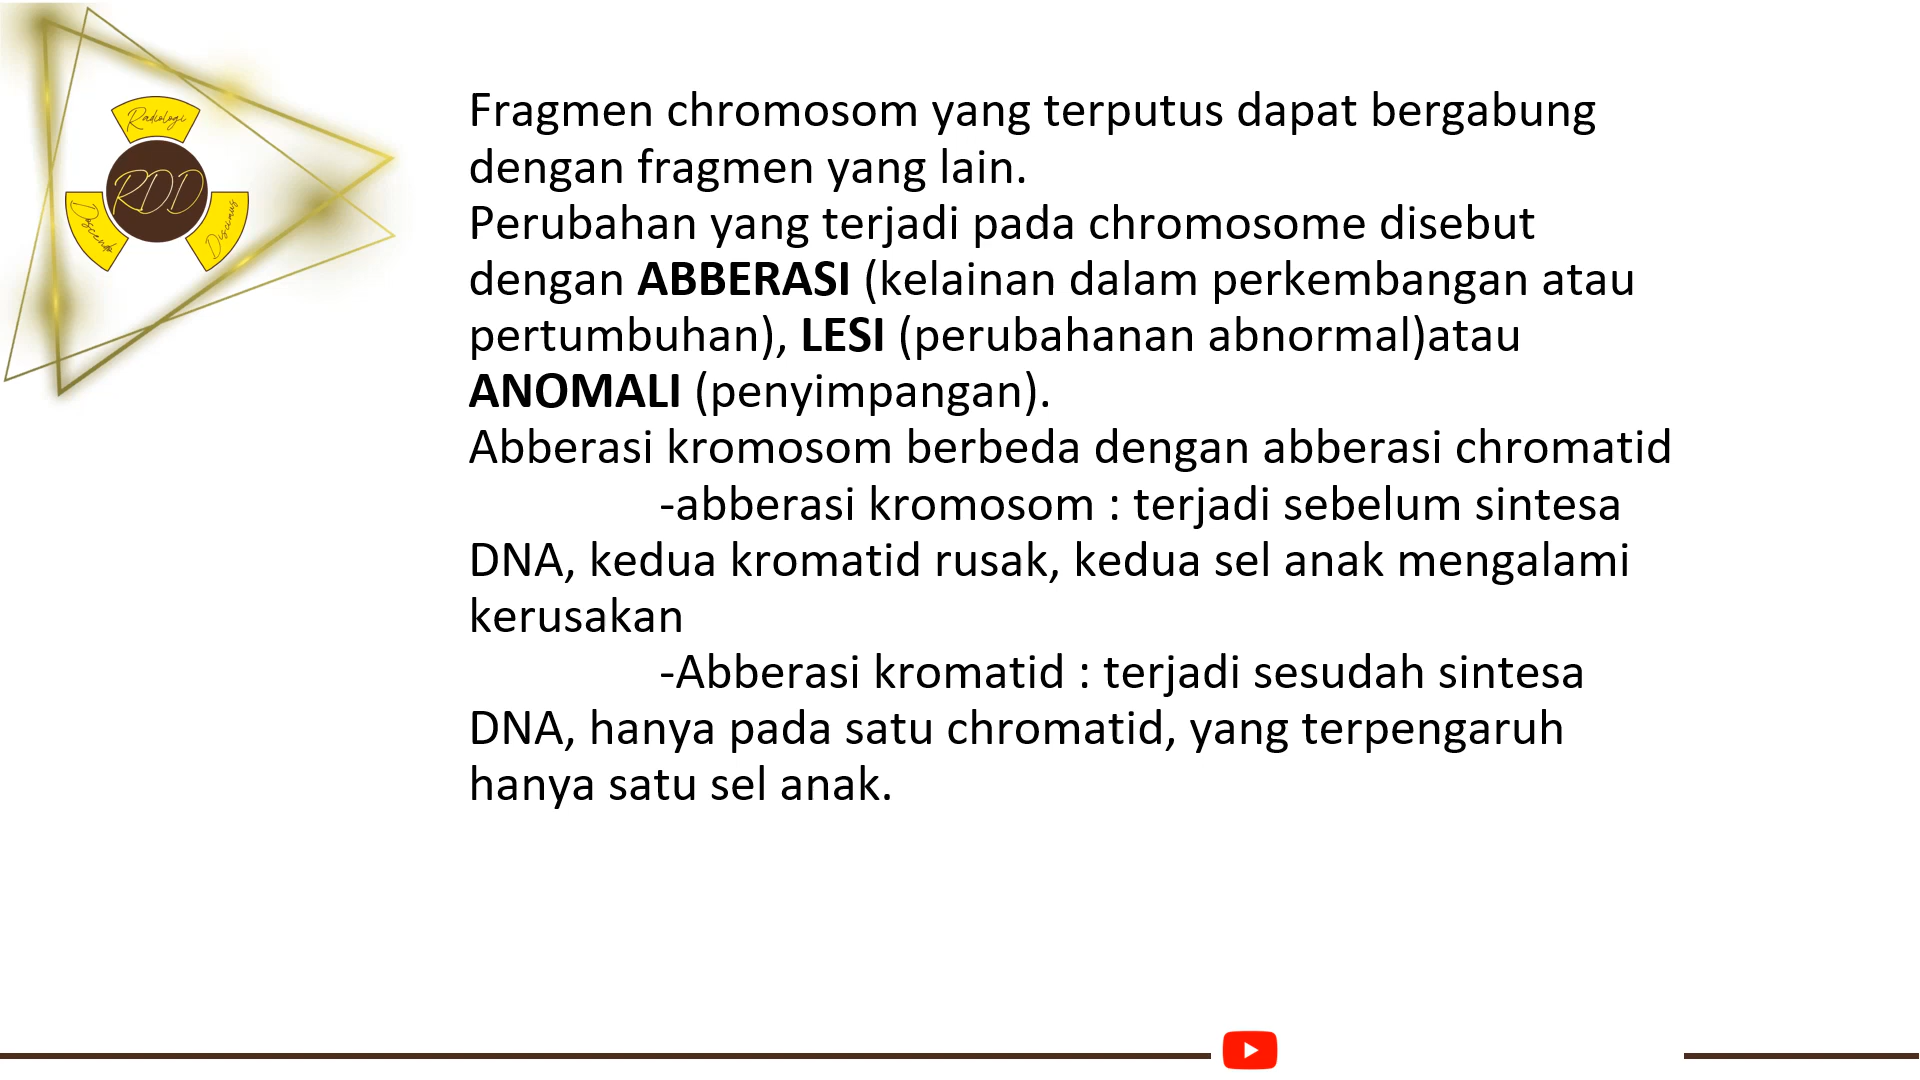 Radiologi
RDD
Discendo
Discimus
Fragmen chromosom yang terputus dapat bergabung
dengan fragmen yang lain.
Perubahan yang terjadi pada chromosome disebut
dengan ABBERASI (kelainan dalam perkembangan atau
pertumbuhan), LESI (perubahanan abnormal)atau
ANOMALI (penyimpangan).
Abberasi kromosom berbeda dengan abberasi chromatid
-abberasi kromosom : terjadi sebelum sintesa
DNA, kedua kromatid rusak, kedua sel anak mengalami
kerusakan
-Abberasi kromatid : terjadi sesudah sintesa
DNA, hanya pada satu chromatid, yang terpengaruh
hanya satu sel anak.